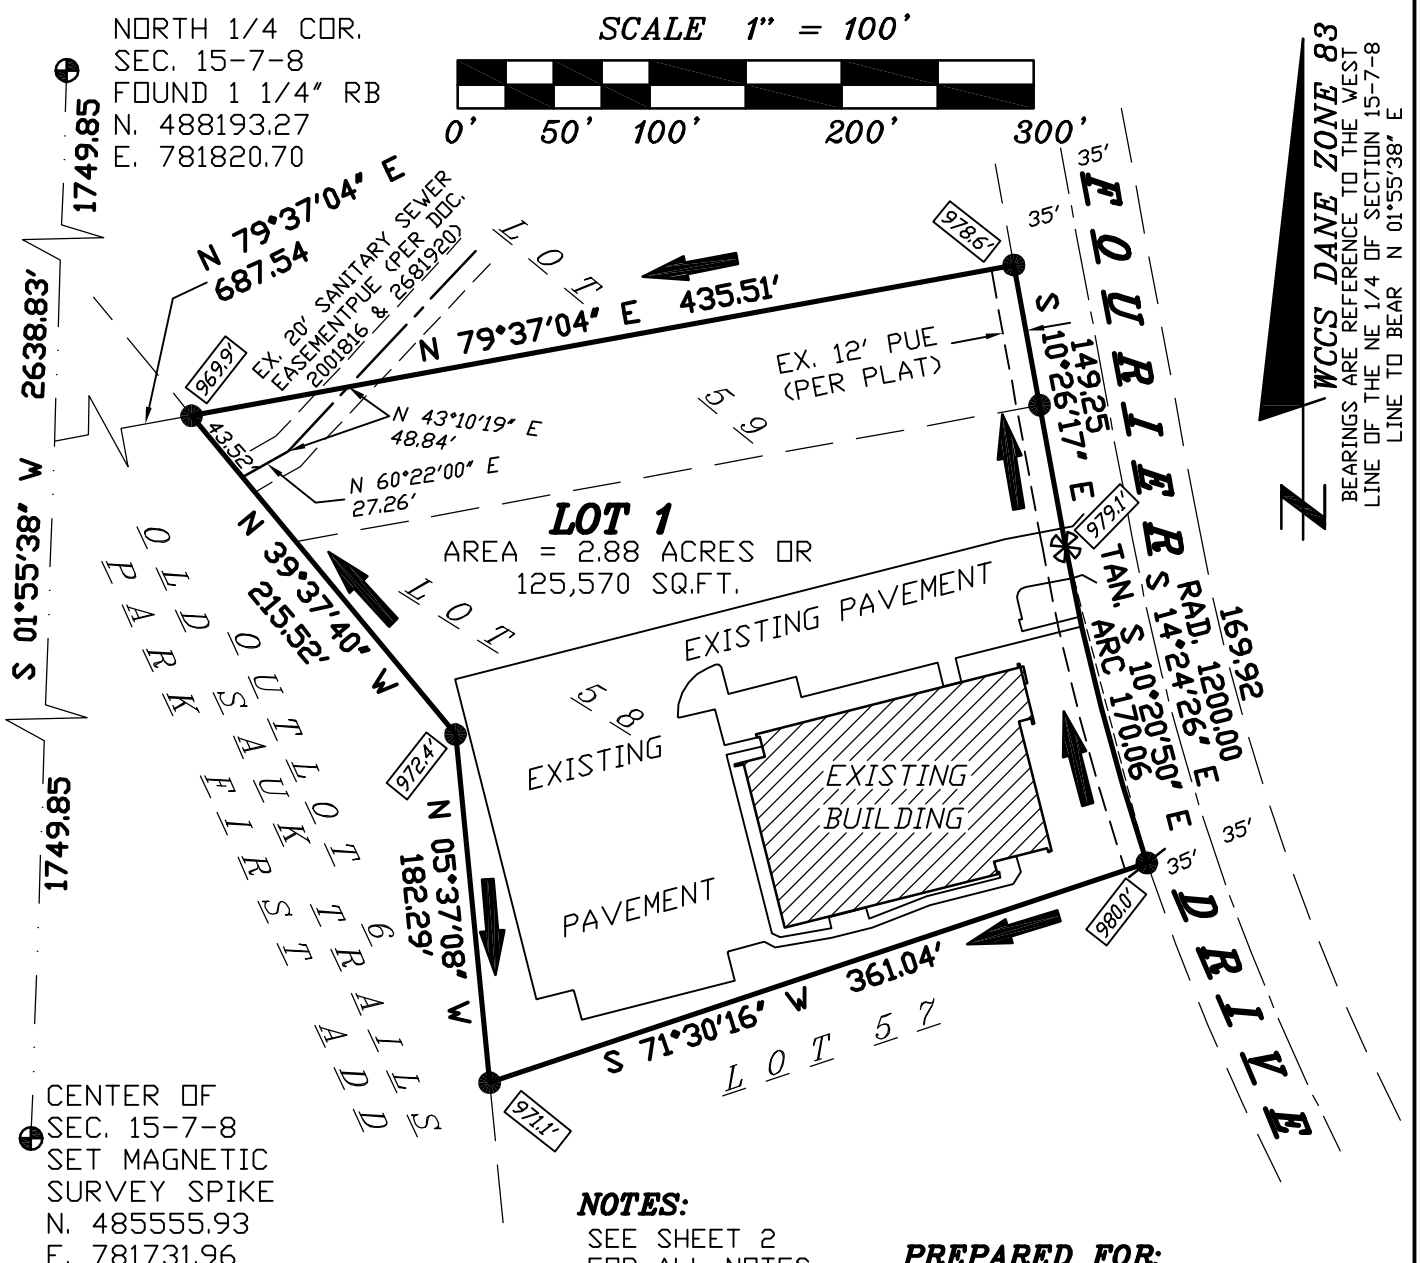 NORTH 1/4 COR.
SEC. 15-7-8
FOUND 1 1/4" RB
N. 488193.27
E. 781820.70
SCALE 1" = 100'
0' 50' 100' 200' 300'
WCCS DANE ZONE 83
BEARINGS ARE REFERENCE TO THE WEST
LINE OF THE NE 1/4 OF SECTION 15-7-8
LINE TO BEAR N 01°55'38" E
N
1749.85
S 01°55'38" W 2638.83'
1749.85
N 79°37'04" E
687.54
EX. 20' SANITARY SEWER
EASEMENTPUE (PER DOC.
2001816 & 2681920)
LOT
59
N 79°37'04" E 435.51'
978.6'
35'
35'
FOURIER DRIVE
969.9'
43.52'
N 43°10'19" E
48.84'
N 60°22'00" E
27.26'
EX. 12' PUE
(PER PLAT)
S 10°26'17" E
149.25
979.1'
LOT 1
AREA = 2.88 ACRES OR
125,570 SQ.FT.
N 39°37'40" W
215.52'
LOT
58
EXISTING PAVEMENT
TAN. S 10°20'50" E
ARC 170.06
S 14°24'26" E
RAD. 1200.00
169.92
EXISTING
PAVEMENT
EXISTING
BUILDING
972.4'
N 05°37'08" W
182.29'
35'
35'
980.0'
S 71°30'16" W 361.04'
LOT 57
971.1'
OUTLOT 6
OLD SAUK TRAILS
PARK FIRST ADD
CENTER OF
SEC. 15-7-8
SET MAGNETIC
SURVEY SPIKE
N. 485555.93
E. 781731.96
NOTES:
SEE SHEET 2
FOR ALL NOTES
PREPARED FOR: